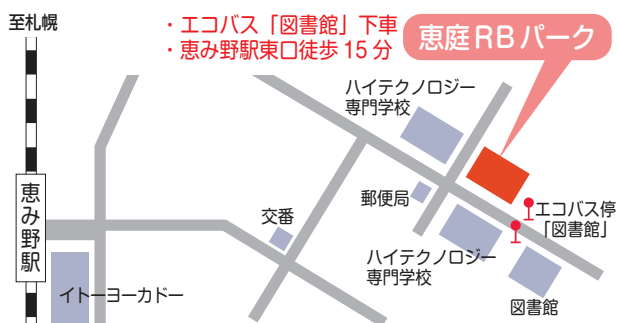 至札幌
・エコバス「図書館」下車
・恵み野駅東口徒歩 15 分
恵庭RBパーク
ハイテクノロジー
専門学校
恵み野駅
交番
郵便局
エコバス停
「図書館」
ハイテクノロジー
専門学校
イトーヨーカドー
図書館